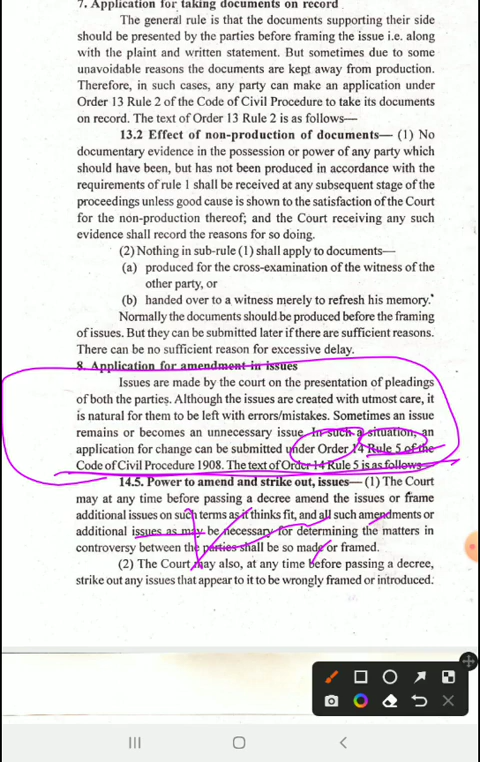 7. Application for taking documents on record
The general rule is that the documents supporting their side
should be presented by the parties before framing the issue i.e. along
with the plaint and written statement. But sometimes due to some
unavoidable reasons the documents are kept away from production.
Therefore, in such cases, any party can make an application under
Order 13 Rule 2 of the Code of Civil Procedure to take its documents
on record. The text of Order 13 Rule 2 is as follows—
13.2 Effect of non-production of documents— (1) No
documentary evidence in the possession or power of any party which
should have been, but has not been produced in accordance with the
requirements of rule 1 shall be received at any subsequent stage of the
proceedings unless good cause is shown to the satisfaction of the Court
for the non-production thereof; and the Court receiving any such
evidence shall record the reasons for so doing.
(2) Nothing in sub-rule (1) shall apply to documents—
(a) produced for the cross-examination of the witness of the
other party, or
(b) handed over to a witness merely to refresh his memory.
Normally the documents should be produced before the framing
of issues. But they can be submitted later if there are sufficient reasons.
There can be no sufficient reason for excessive delay.
8. Application for amendment in issues
Issues are made by the court on the presentation of pleadings
of both the parties. Although the issues are created with utmost care, it
is natural for them to be left with errors/mistakes. Sometimes an issue
remains or becomes an unnecessary issue. In such a situation, an
application for change can be submitted under Order 14 Rule 5 of the
Code of Civil Procedure 1908. The text of Order 14 Rule 5 is as follows—
14.5. Power to amend and strike out, issues— (1) The Court
may at any time before passing a decree amend the issues or frame
additional issues on such terms as it thinks fit, and all such amendments or
additional issues as may be necessary for determining the matters in
controversy between the parties shall be so made or framed.
(2) The Court may also, at any time before passing a decree,
strike out any issues that appear to it to be wrongly framed or introduced.